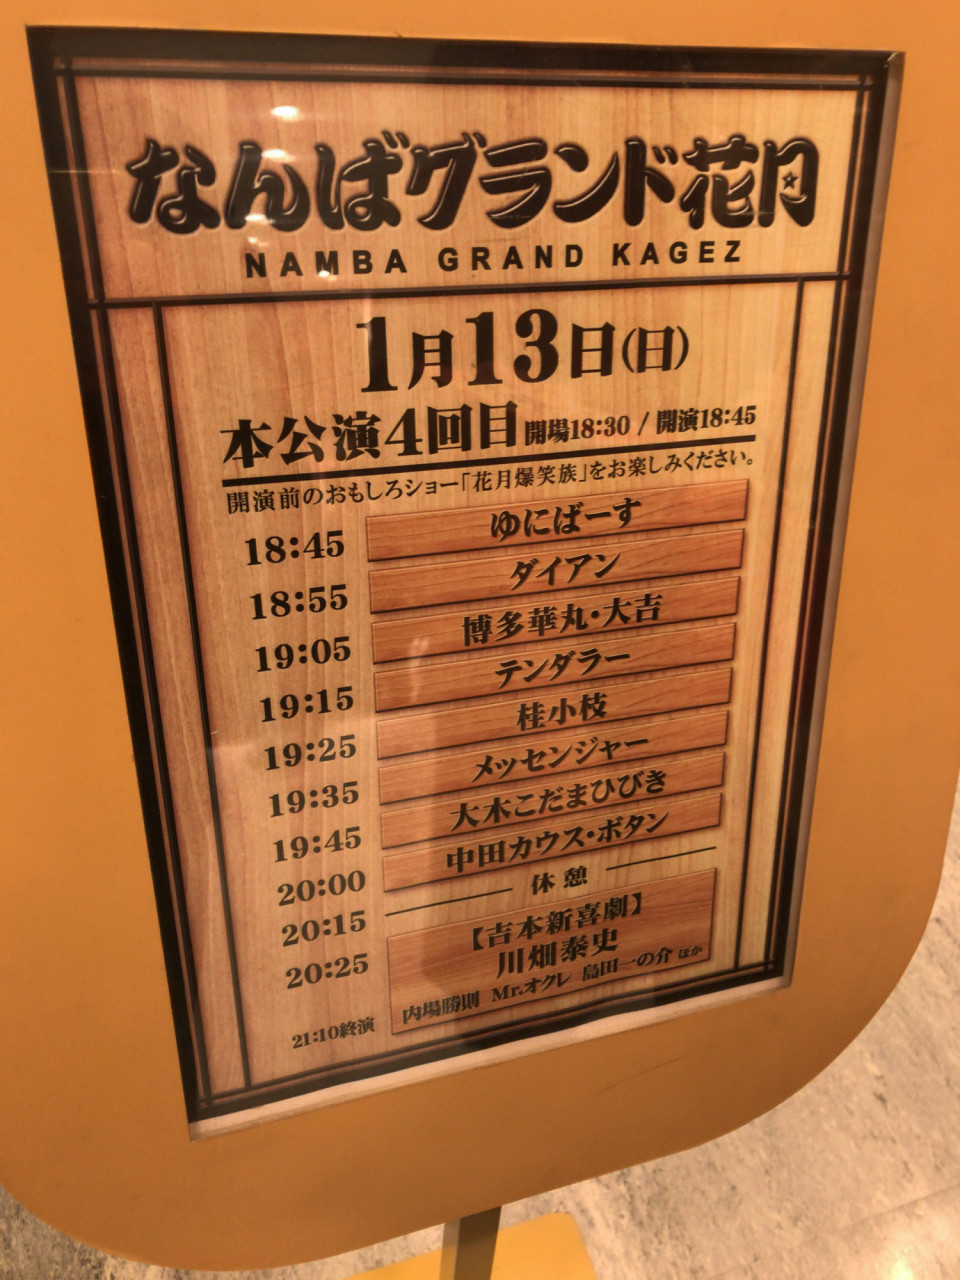 なんばグランド花月
NAMBA GRAND KAGEZ
1月13日(日)
本公演4回目 開場18:30 / 開演18:45
開演前のおもしろショー「花月爆笑族」をお楽しみください。
18:45 ゆにばーす
18:55 ダイアン
19:05 博多華丸・大吉
19:15 テンダラー
19:25 桂小枝
19:35 メッセンジャー
19:45 大木こだまひびき
20:00 中田カウス・ボタン
20:15 休憩
20:25 【吉本新喜劇】
川畑泰史
内場勝則 Mr.オクレ 島田一の介 ほか
21:10終演